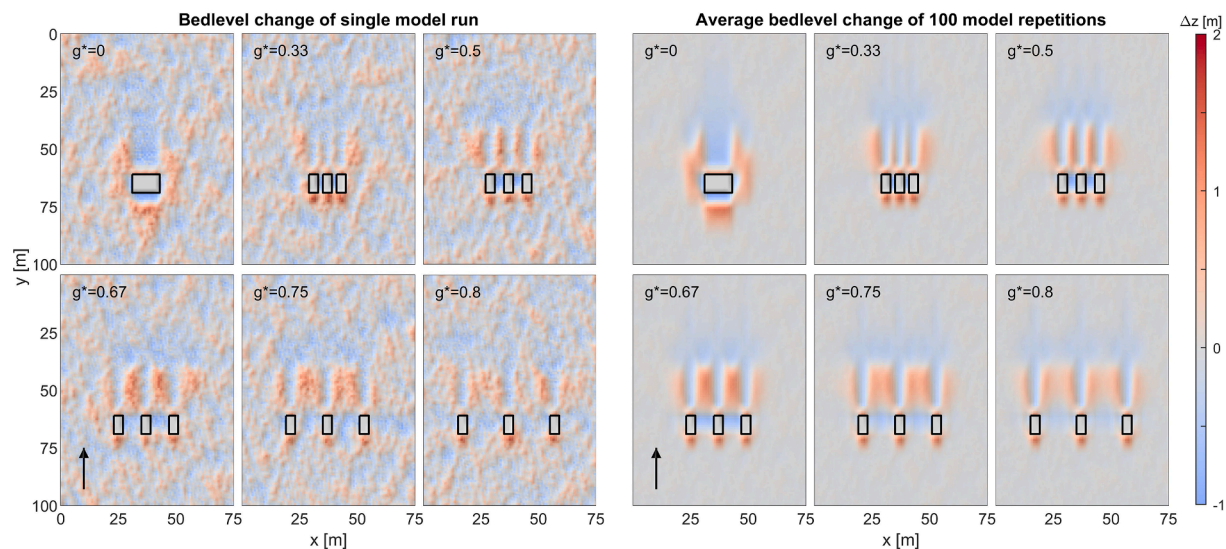 Bedlevel change of single model run
Average bedlevel change of 100 model repetitions
Δz [m]
g*=0
g*=0.33
g*=0.5
g*=0
g*=0.33
g*=0.5
0
25
50
75
100
2
1
0
-1
y [m]
g*=0.67
g*=0.75
g*=0.8
g*=0.67
g*=0.75
g*=0.8
25
50
75
100
0 25 50 75 25 50 75 25 50 75
25 50 75 25 50 75 25 50 75
x [m]
x [m]